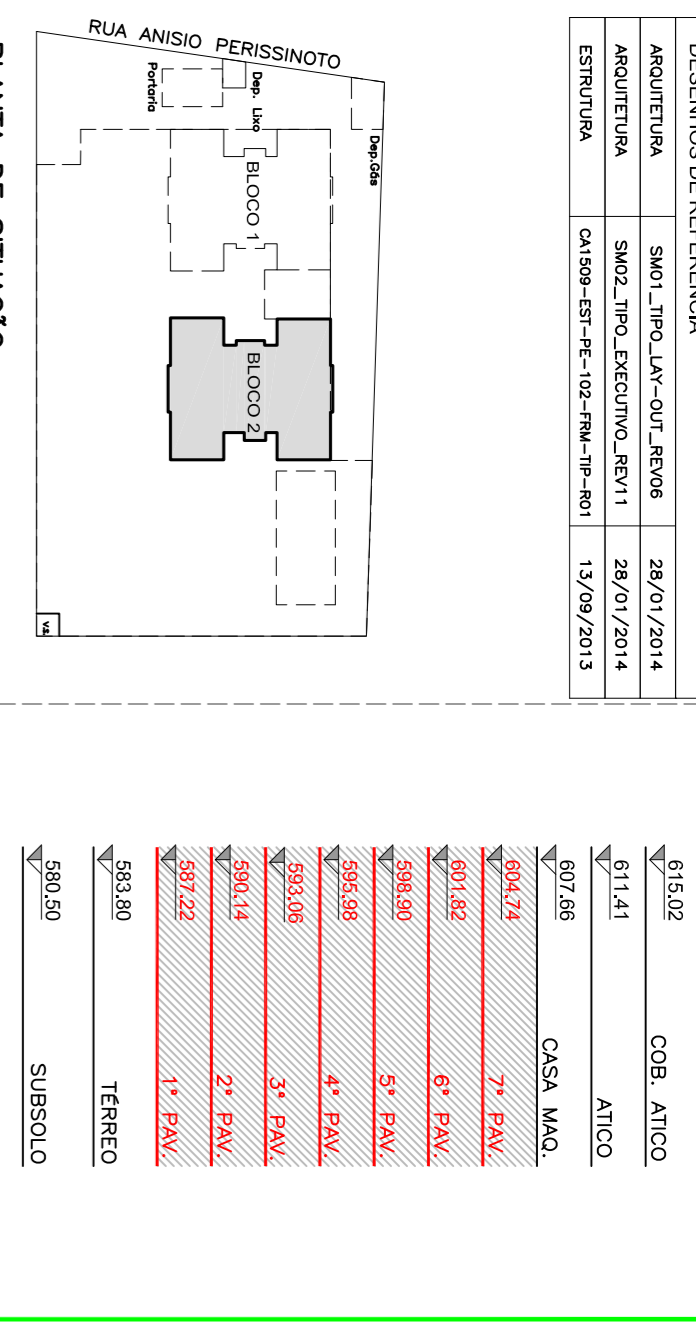 DESENHOS DE REFERÊNCIA
ARQUITETURA SM01_TIPO_LAY-OUT_REV06 28/01/2014
ARQUITETURA SM02_TIPO_EXECUTIVO_REV11 28/01/2014
ESTRUTURA CA1509-EST-PE-102-FRM-TIP-R01 13/09/2013
RUA ANISIO PERISSINOTO
Dep.Gás
Dep. Lixo
Portaria
BLOCO 1
BLOCO 2
V.S.
PLANTA DE SITUAÇÃO
615.02 COB. ATICO
611.41 ATICO
607.66 CASA MAQ.
604.74 7° PAV.
601.82 6° PAV.
598.90 5° PAV.
595.98 4° PAV.
593.06 3° PAV.
590.14 2° PAV.
587.22 1° PAV.
583.80 TÉRREO
580.50 SUBSOLO